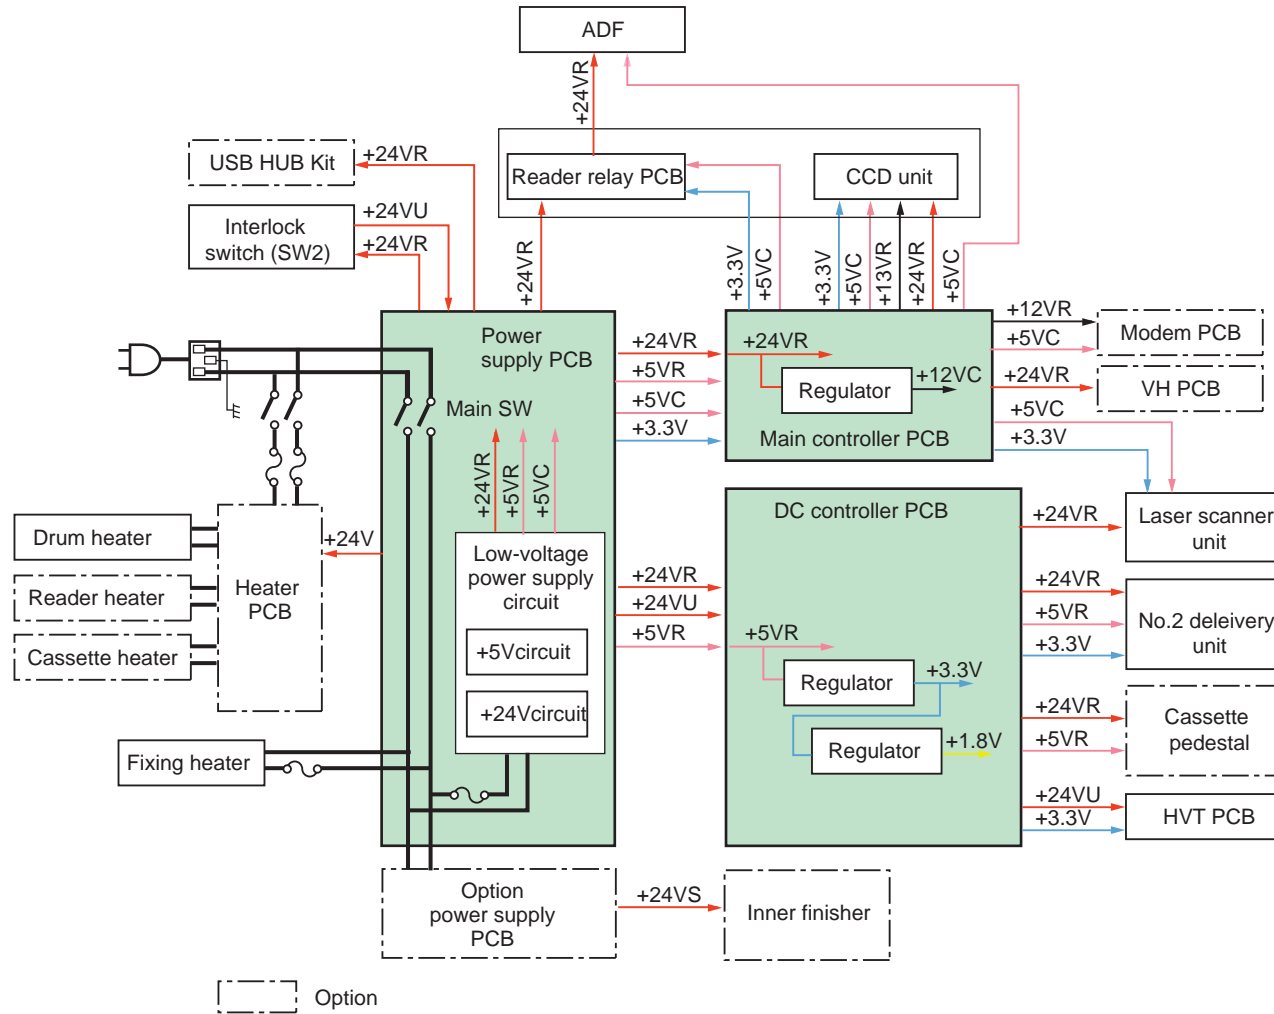 ADF
+24VR
USB HUB Kit
+24VR
Reader relay PCB
CCD unit
Interlock
switch (SW2)
+24VU
+24VR
+24VR
+3.3V
+5VC
+3.3V
+5VC
+13VR
+24VR
+5VC
Power
supply PCB
Main SW
+24VR
+5VR
+5VC
+3.3V
+24VR
Regulator
+12VC
Main controller PCB
+12VR
+5VC
Modem PCB
+24VR
VH PCB
+5VC
+3.3V
+24VR
+5VR
+5VC
Low-voltage
power supply
circuit
+5Vcircuit
+24Vcircuit
Drum heater
Reader heater
Cassette heater
Heater
PCB
+24V
Fixing heater
+24VR
+24VU
+5VR
DC controller PCB
+5VR
Regulator
+3.3V
Regulator
+1.8V
+24VR
Laser scanner
unit
+24VR
+5VR
+3.3V
No.2 deleivery
unit
+24VR
+5VR
Cassette
pedestal
+24VU
+3.3V
HVT PCB
Option
power supply
PCB
+24VS
Inner finisher
Option